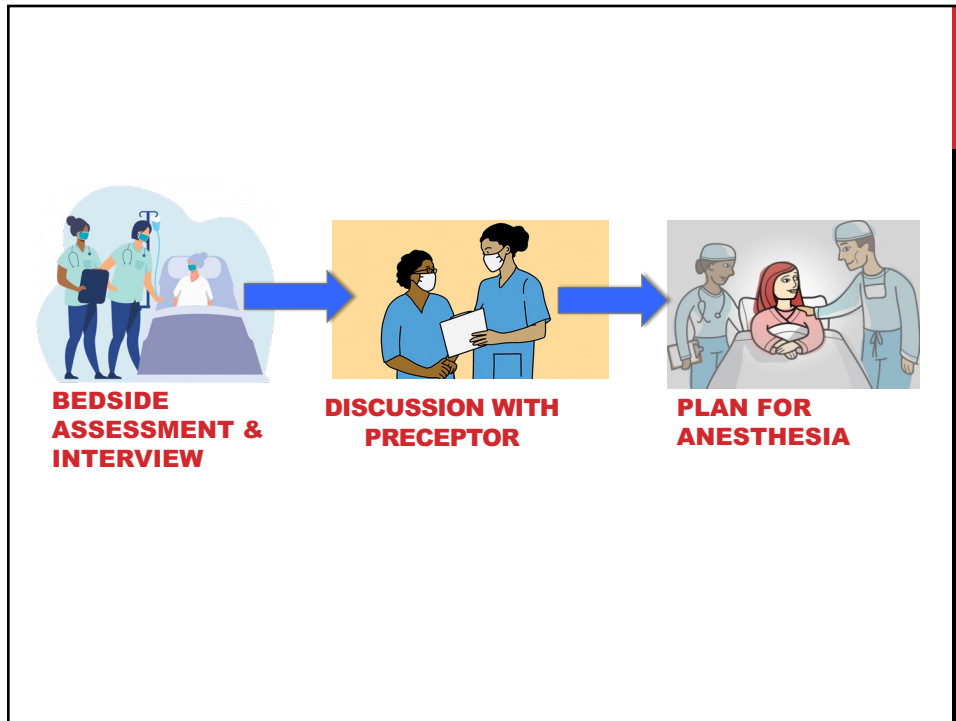 BEDSIDE
ASSESSMENT &
INTERVIEW
DISCUSSION WITH
PRECEPTOR
PLAN FOR
ANESTHESIA